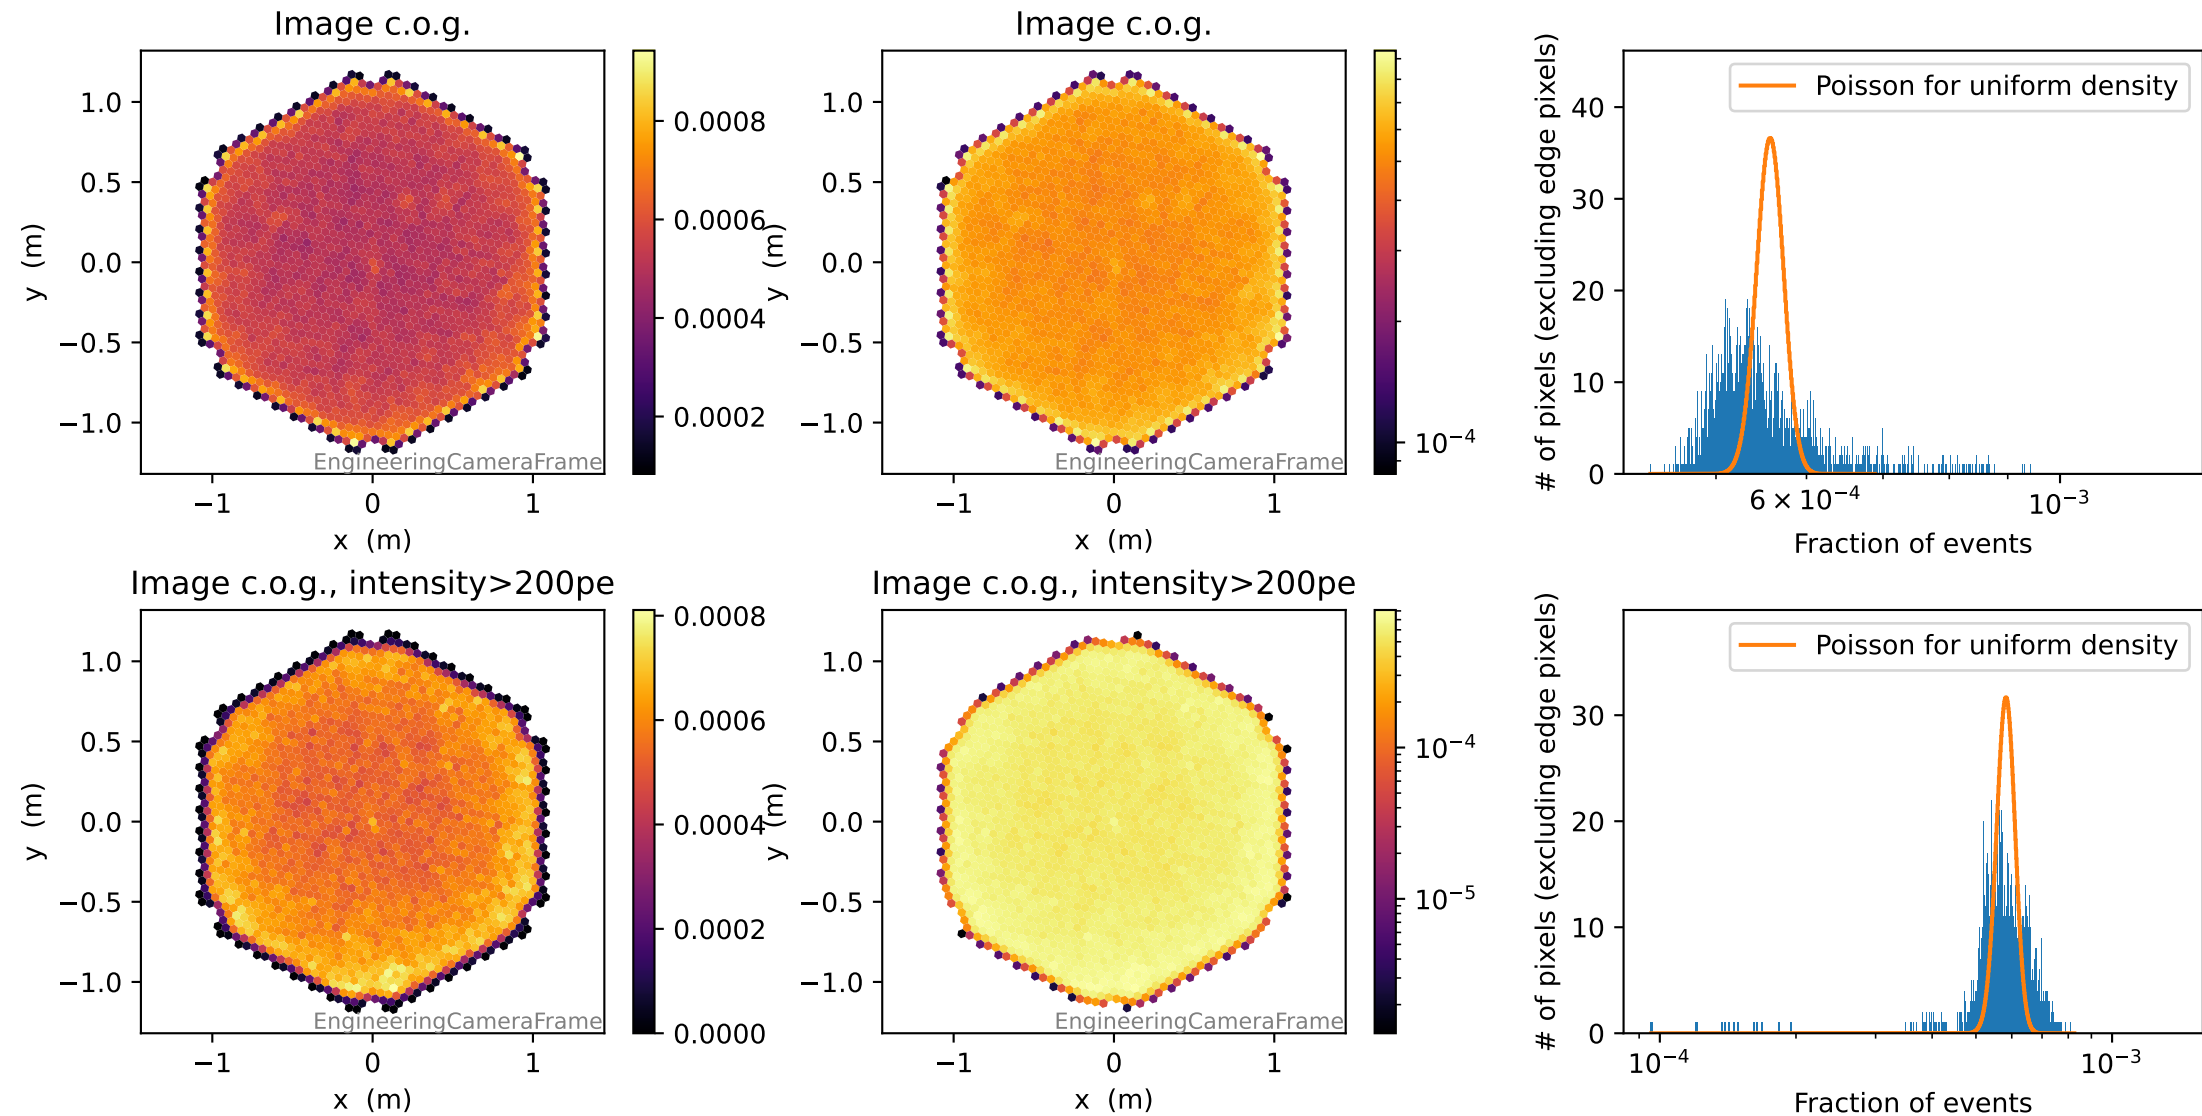 Image c.o.g.
1.0
0.5
0.0
−0.5
−1.0
y (m)
EngineeringCameraFrame
−1
0
1
x (m)
0.0008
0.0006
0.0004
0.0002
Image c.o.g.
1.0
0.5
0.0
−0.5
−1.0
y (m)
EngineeringCameraFrame
−1
0
1
x (m)
10⁻⁴
# of pixels (excluding edge pixels)
40
30
20
10
0
Poisson for uniform density
6 × 10⁻⁴
10⁻³
Fraction of events
Image c.o.g., intensity>200pe
1.0
0.5
0.0
−0.5
−1.0
y (m)
EngineeringCameraFrame
−1
0
1
x (m)
0.0008
0.0006
0.0004
0.0002
0.0000
Image c.o.g., intensity>200pe
1.0
0.5
0.0
−0.5
−1.0
y (m)
EngineeringCameraFrame
−1
0
1
x (m)
10⁻⁴
10⁻⁵
# of pixels (excluding edge pixels)
30
20
10
0
Poisson for uniform density
10⁻⁴
10⁻³
Fraction of events